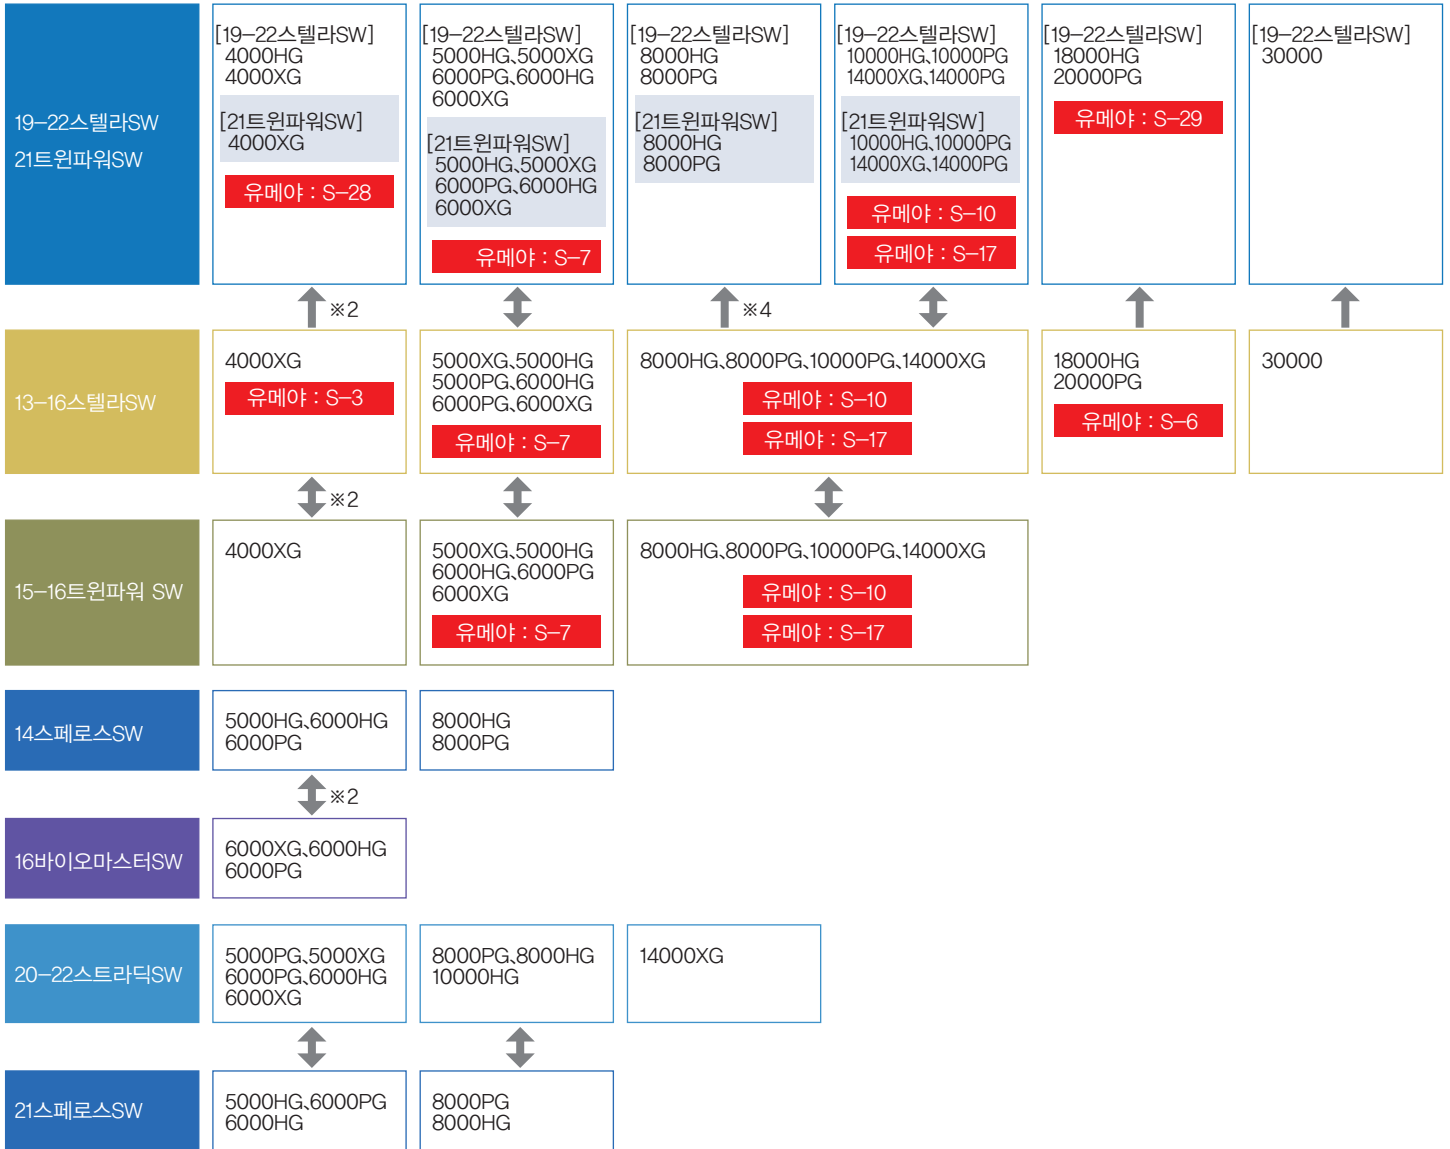 19-22스텔라SW
21트윈파워SW
[19-22스텔라SW]
4000HG
4000XG
[21트윈파워SW]
4000XG
유메야 : S-28
[19-22스텔라SW]
5000HG、5000XG
6000PG、6000HG
6000XG
[21트윈파워SW]
5000HG、5000XG
6000PG、6000HG
6000XG
유메야 : S-7
[19-22스텔라SW]
8000HG
8000PG
[21트윈파워SW]
8000HG
8000PG
[19-22스텔라SW]
10000HG、10000PG
14000XG、14000PG
[21트윈파워SW]
10000HG、10000PG
14000XG、14000PG
유메야 : S-10
유메야 : S-17
[19-22스텔라SW]
18000HG
20000PG
유메야 : S-29
[19-22스텔라SW]
30000
※2
※4
13-16스텔라SW
4000XG
유메야 : S-3
5000XG、5000HG
5000PG、6000HG
6000PG、6000XG
유메야 : S-7
8000HG、8000PG、10000PG、14000XG
유메야 : S-10
유메야 : S-17
18000HG
20000PG
유메야 : S-6
30000
※2
15-16트윈파워 SW
4000XG
5000XG、5000HG
6000HG、6000PG
6000XG
유메야 : S-7
8000HG、8000PG、10000PG、14000XG
유메야 : S-10
유메야 : S-17
14스페로스SW
5000HG、6000HG
6000PG
8000HG
8000PG
※2
16바이오마스터SW
6000XG、6000HG
6000PG
20-22스트라딕SW
5000PG、5000XG
6000PG、6000HG
6000XG
8000PG、8000HG
10000HG
14000XG
21스페로스SW
5000HG、6000PG
6000HG
8000PG
8000HG